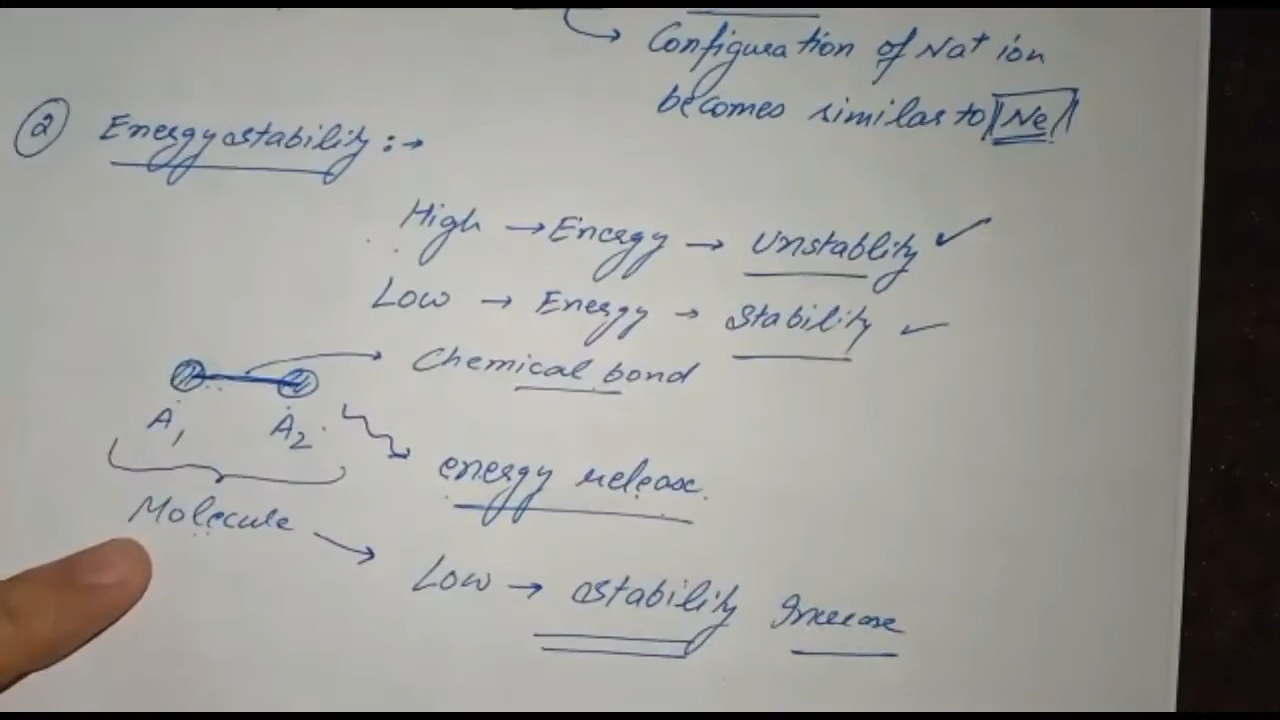 Configuration of Na+ ion
becomes similar to Ne
2 Energy stability :→
High → Energy → Unstablity ✓
Low → Energy → Stability ✓
Chemical bond
A1 A2
energy release.
Molecule
Low → Stability Increase